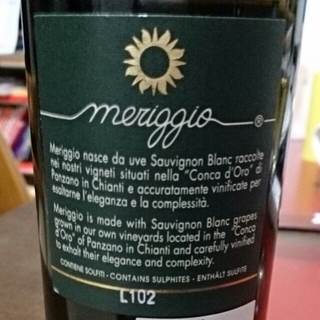 meriggio ®
Meriggio nasce da uve Sauvignon Blanc raccolte
nei nostri vigneti situati nella "Conca d'Oro" di
Panzano in Chianti e accuratamente vinificate per
esaltarne l'eleganza e la complessità.
Meriggio is made with Sauvignon Blanc grapes
grown in our own vineyards located in the "Conca
d'Oro" of Panzano in Chianti and carefully vinified
to exhalt their elegance and complexity.
CONTIENE SOLFITI - CONTAINS SULPHITES - ENTHÄLT SULFITE
L102